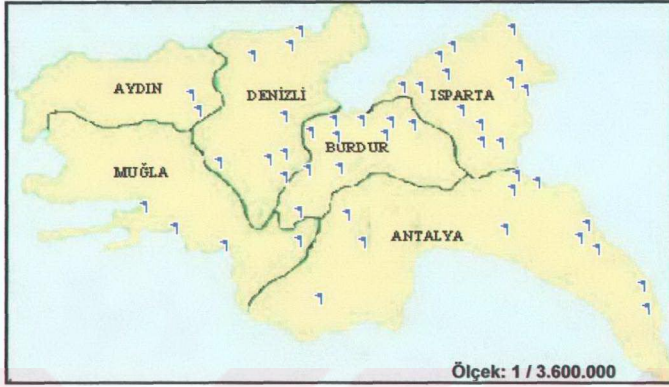 AYDIN
DENİZLİ
ISPARTA
BURDUR
MUĞLA
ANTALYA
Ölçek: 1 / 3.600.000